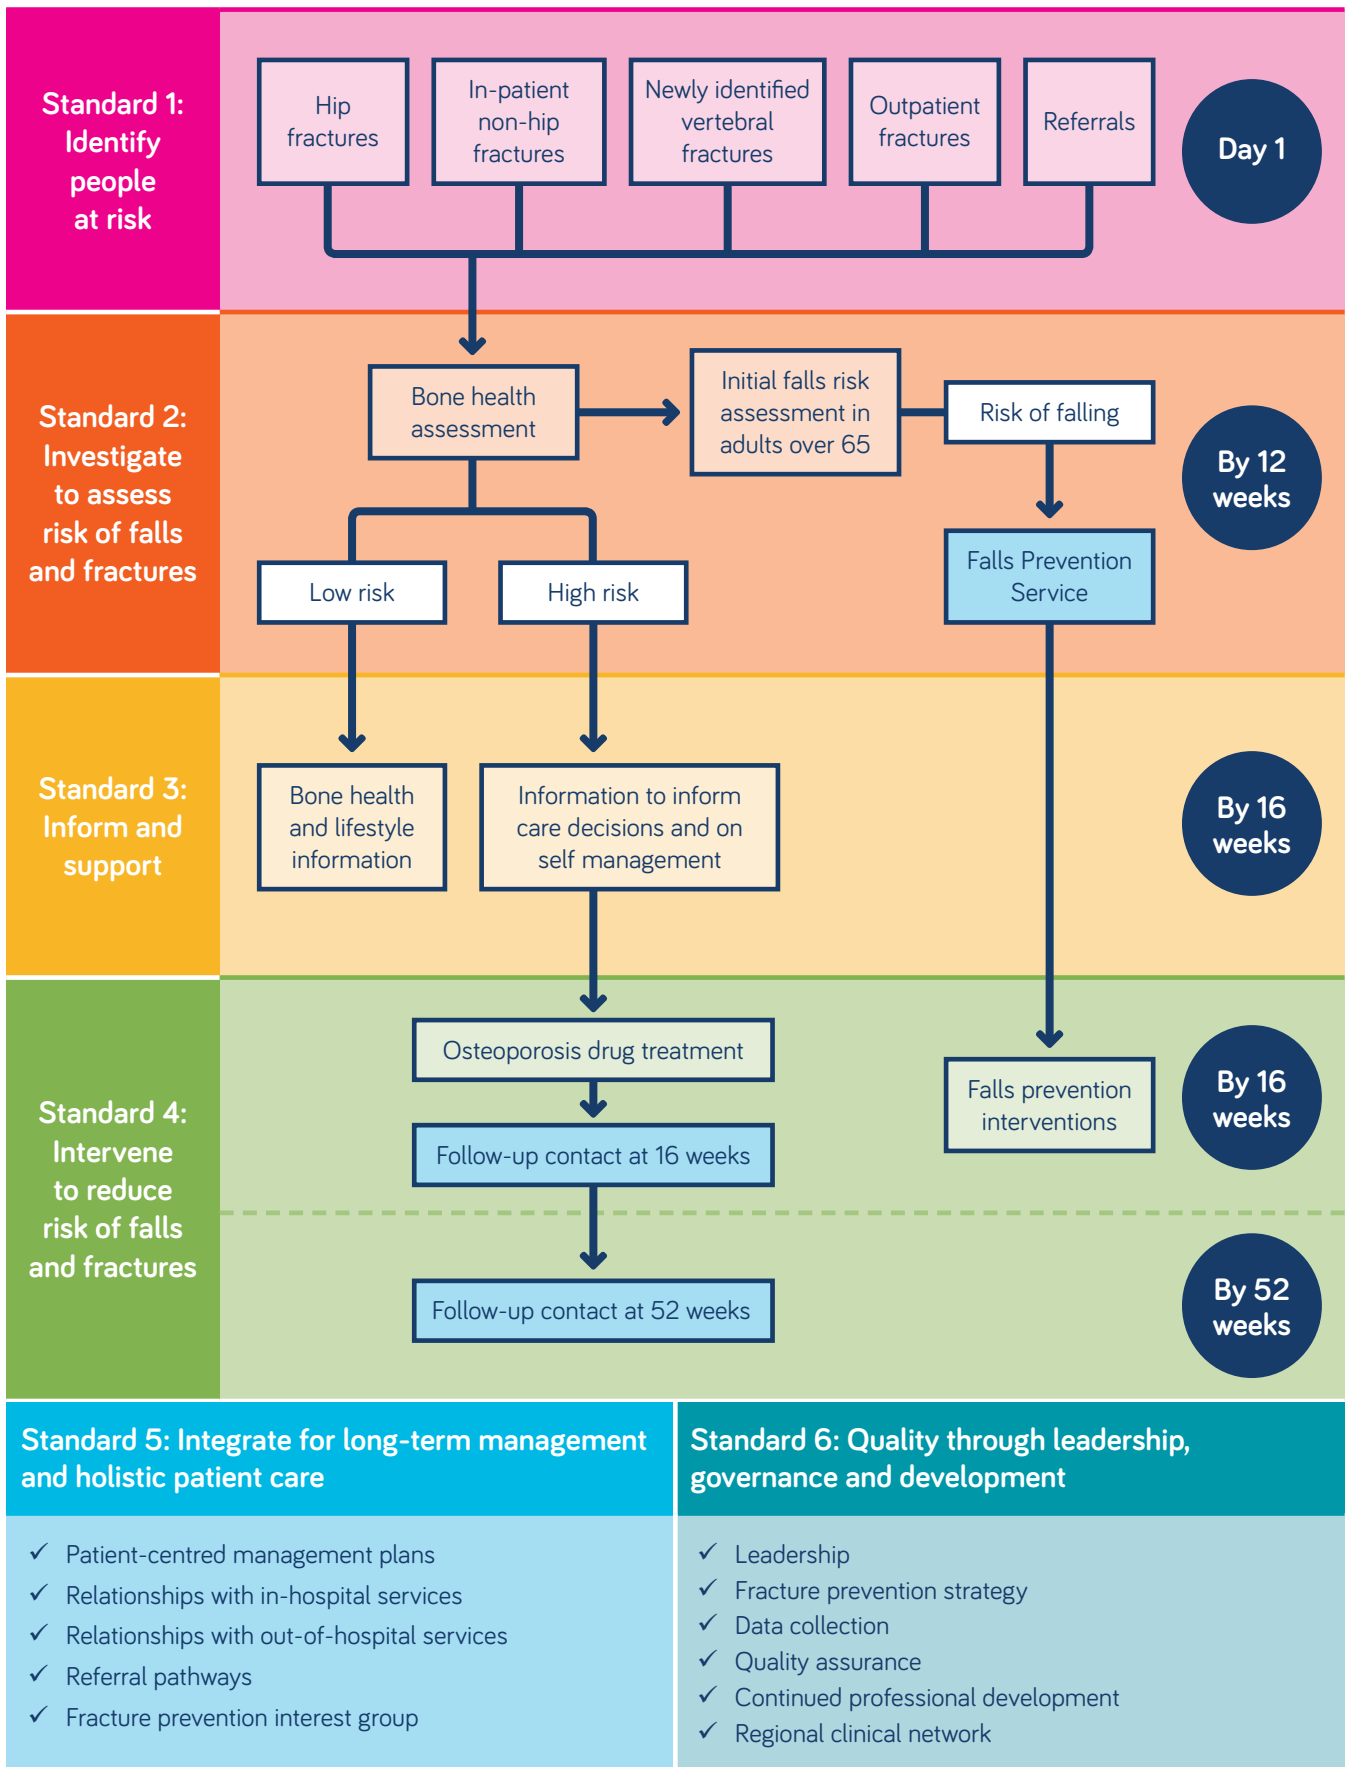 Standard 1:
Identify
people
at risk
Hip
fractures
In-patient
non-hip
fractures
Newly identified
vertebral
fractures
Outpatient
fractures
Referrals
Day 1
Standard 2:
Investigate
to assess
risk of falls
and fractures
Bone health
assessment
Initial falls risk
assessment in
adults over 65
Risk of falling
By 12
weeks
Falls Prevention
Service
Low risk
High risk
Standard 3:
Inform and
support
Bone health
and lifestyle
information
Information to inform
care decisions and on
self management
By 16
weeks
Standard 4:
Intervene
to reduce
risk of falls
and fractures
Osteoporosis drug treatment
Falls prevention
interventions
By 16
weeks
Follow-up contact at 16 weeks
Follow-up contact at 52 weeks
By 52
weeks
Standard 5: Integrate for long-term management
and holistic patient care
✓ Patient-centred management plans
✓ Relationships with in-hospital services
✓ Relationships with out-of-hospital services
✓ Referral pathways
✓ Fracture prevention interest group
Standard 6: Quality through leadership,
governance and development
✓ Leadership
✓ Fracture prevention strategy
✓ Data collection
✓ Quality assurance
✓ Continued professional development
✓ Regional clinical network